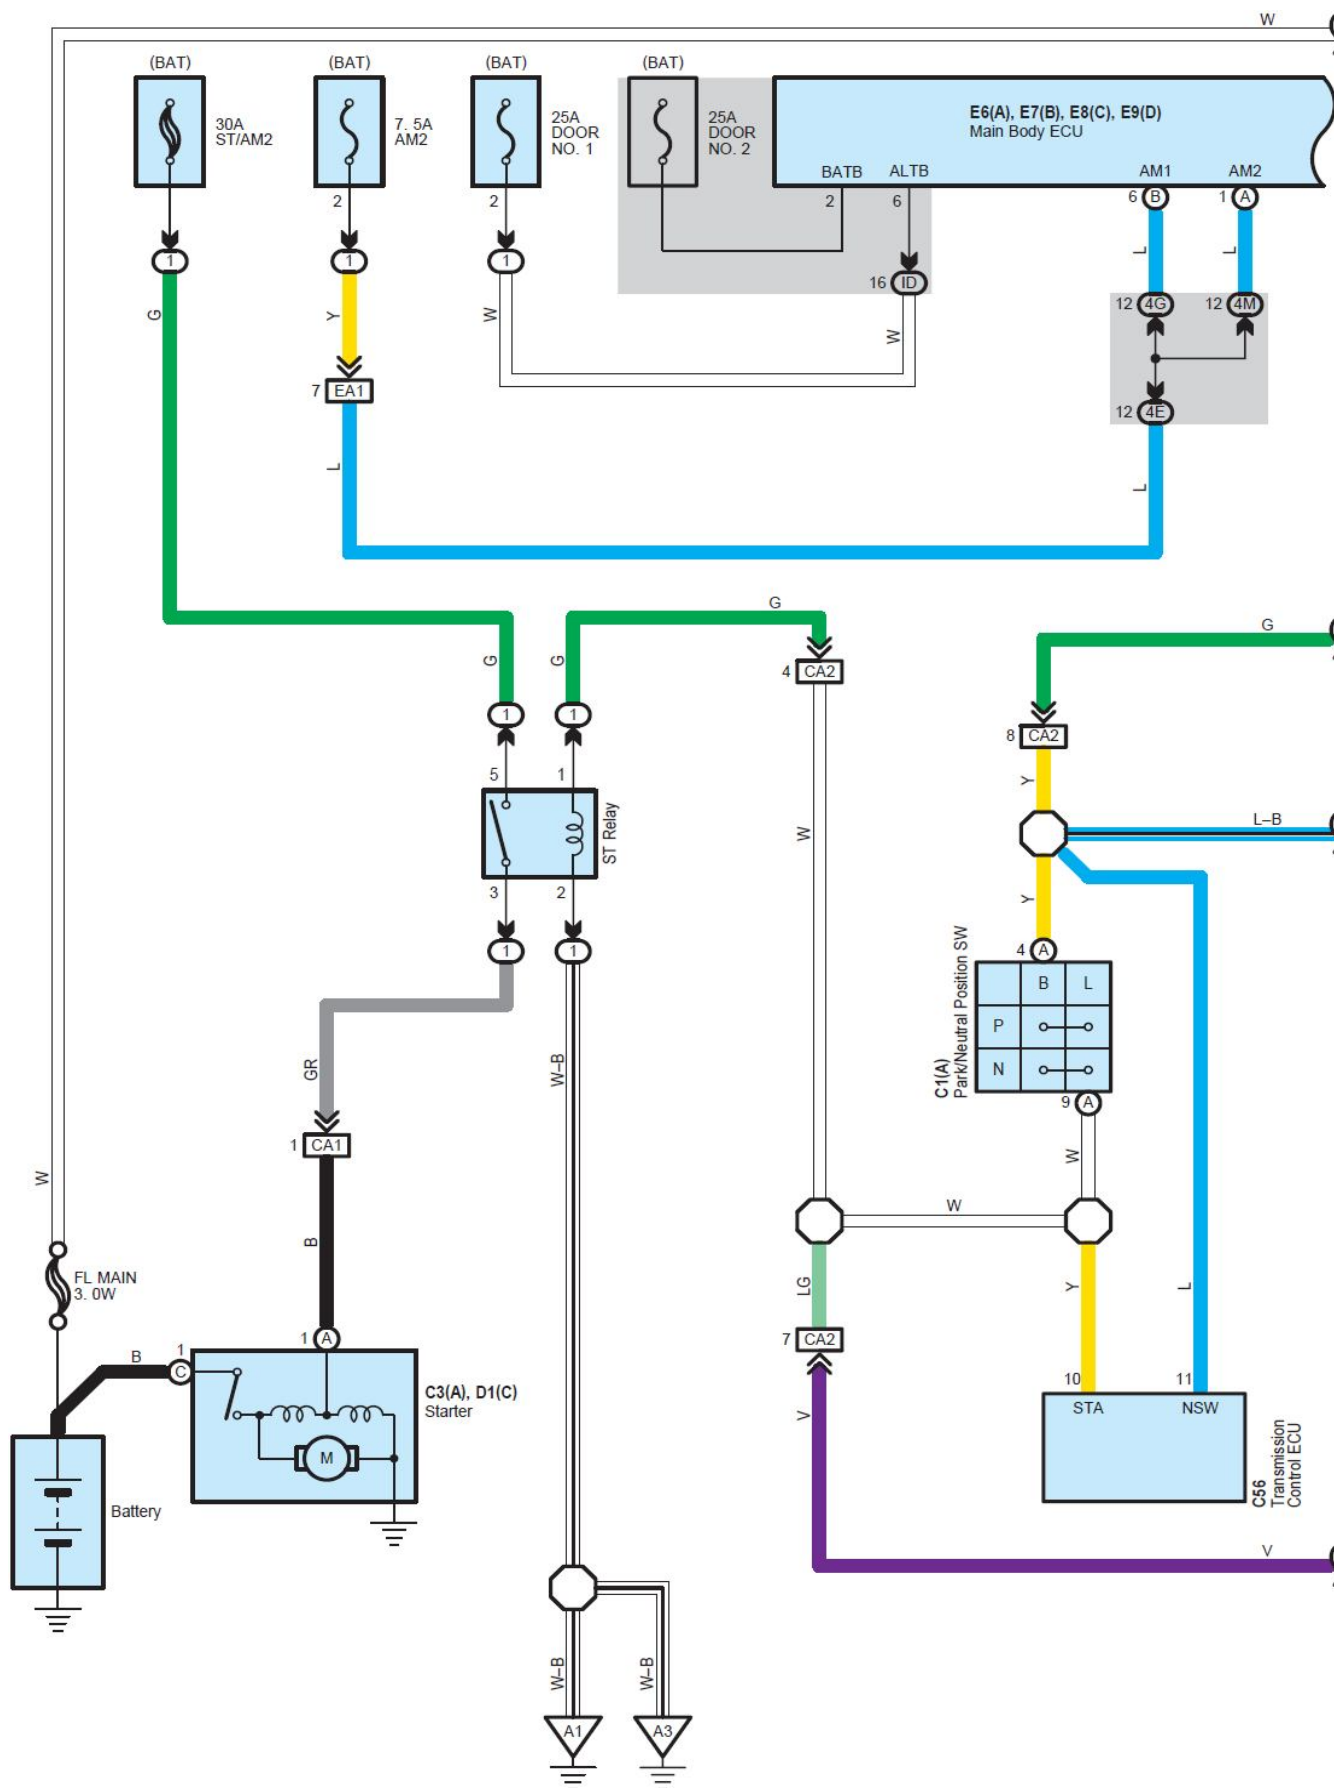 W
(BAT)
(BAT)
(BAT)
(BAT)
30A
ST/AM2
7. 5A
AM2
25A
DOOR
NO. 1
25A
DOOR
NO. 2
E6(A), E7(B), E8(C), E9(D)
Main Body ECU
BATB
ALTB
AM1
AM2
2
2
2
6
6
B
1
A
1
1
1
16
ID
L
L
G
Y
W
W
12
4G
12
4M
7
EA1
12
4E
L
L
G
G
G
G
4
CA2
1
1
8
CA2
5
1
Y
ST Relay
W
L–B
3
2
Y
1
1
4
A
C1(A)
Park/Neutral Position SW
B
L
P
N
GR
W–B
9
A
1
CA1
W
W
W
B
FL MAIN
3. 0W
LG
Y
L
7
CA2
1
A
B
1
C
C3(A), D1(C)
Starter
M
10
11
STA
NSW
V
C56
Transmission
Control ECU
Battery
V
W–B
W–B
A1
A3